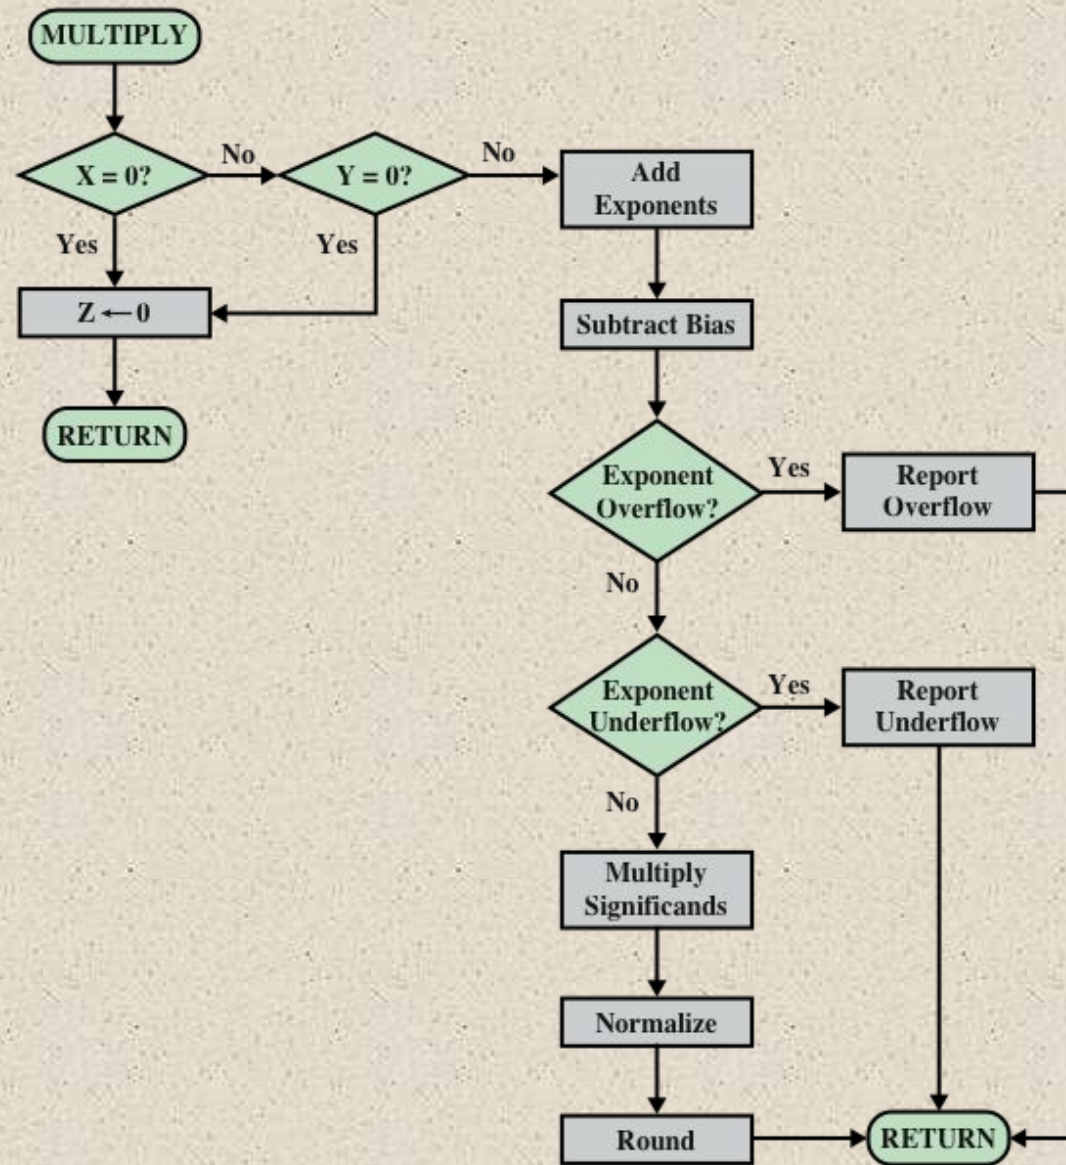 MULTIPLY
X = 0?
No
Y = 0?
No
Add
Exponents
Yes
Yes
Z ← 0
Subtract Bias
RETURN
Exponent
Overflow?
Yes
Report
Overflow
No
Exponent
Underflow?
Yes
Report
Underflow
No
Multiply
Significands
Normalize
Round
RETURN